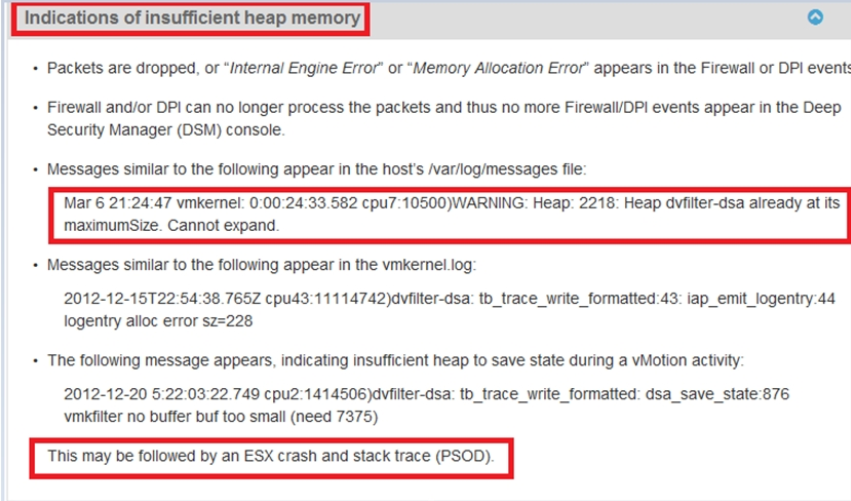 Indications of insufficient heap memory
• Packets are dropped, or “Internal Engine Error” or “Memory Allocation Error” appears in the Firewall or DPI events
• Firewall and/or DPI can no longer process the packets and thus no more Firewall/DPI events appear in the Deep
Security Manager (DSM) console.
• Messages similar to the following appear in the host's /var/log/messages file:
Mar 6 21:24:47 vmkernel: 0:00:24:33.582 cpu7:10500)WARNING: Heap: 2218: Heap dvfilter-dsa already at its
maximumSize. Cannot expand.
• Messages similar to the following appear in the vmkernel.log:
2012-12-15T22:54:38.765Z cpu43:11114742)dvfilter-dsa: tb_trace_write_formatted:43: iap_emit_logentry:44
logentry alloc error sz=228
• The following message appears, indicating insufficient heap to save state during a vMotion activity:
2012-12-20 5:22:03:22.749 cpu2:1414506)dvfilter-dsa: tb_trace_write_formatted: dsa_save_state:876
vmkfilter no buffer buf too small (need 7375)
This may be followed by an ESX crash and stack trace (PSOD).